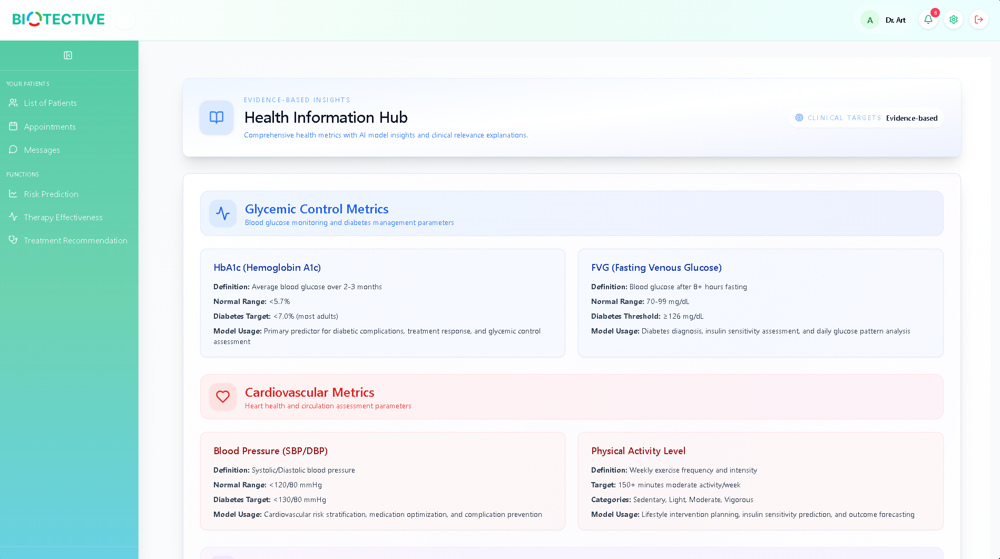 BIOTECTIVE
A
Dr. Art
6
YOUR PATIENTS
List of Patients
Appointments
Messages
FUNCTIONS
Risk Prediction
Therapy Effectiveness
Treatment Recommendation
EVIDENCE-BASED INSIGHTS
Health Information Hub
Comprehensive health metrics with AI model insights and clinical relevance explanations.
CLINICAL TARGETS Evidence-based
Glycemic Control Metrics
Blood glucose monitoring and diabetes management parameters
HbA1c (Hemoglobin A1c)
Definition: Average blood glucose over 2-3 months
Normal Range: <5.7%
Diabetes Target: <7.0% (most adults)
Model Usage: Primary predictor for diabetic complications, treatment response, and glycemic control
assessment
FVG (Fasting Venous Glucose)
Definition: Blood glucose after 8+ hours fasting
Normal Range: 70-99 mg/dL
Diabetes Threshold: ≥126 mg/dL
Model Usage: Diabetes diagnosis, insulin sensitivity assessment, and daily glucose pattern analysis
Cardiovascular Metrics
Heart health and circulation assessment parameters
Blood Pressure (SBP/DBP)
Definition: Systolic/Diastolic blood pressure
Normal Range: <120/80 mmHg
Diabetes Target: <130/80 mmHg
Model Usage: Cardiovascular risk stratification, medication optimization, and complication prevention
Physical Activity Level
Definition: Weekly exercise frequency and intensity
Target: 150+ minutes moderate activity/week
Categories: Sedentary, Light, Moderate, Vigorous
Model Usage: Lifestyle intervention planning, insulin sensitivity prediction, and outcome forecasting